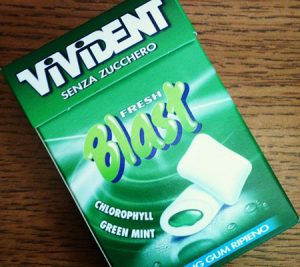 ViViDENT
SENZA ZUCCHERO
FRESH
Blast
CHLOROPHYLL
GREEN MINT
GUM RIPIENO